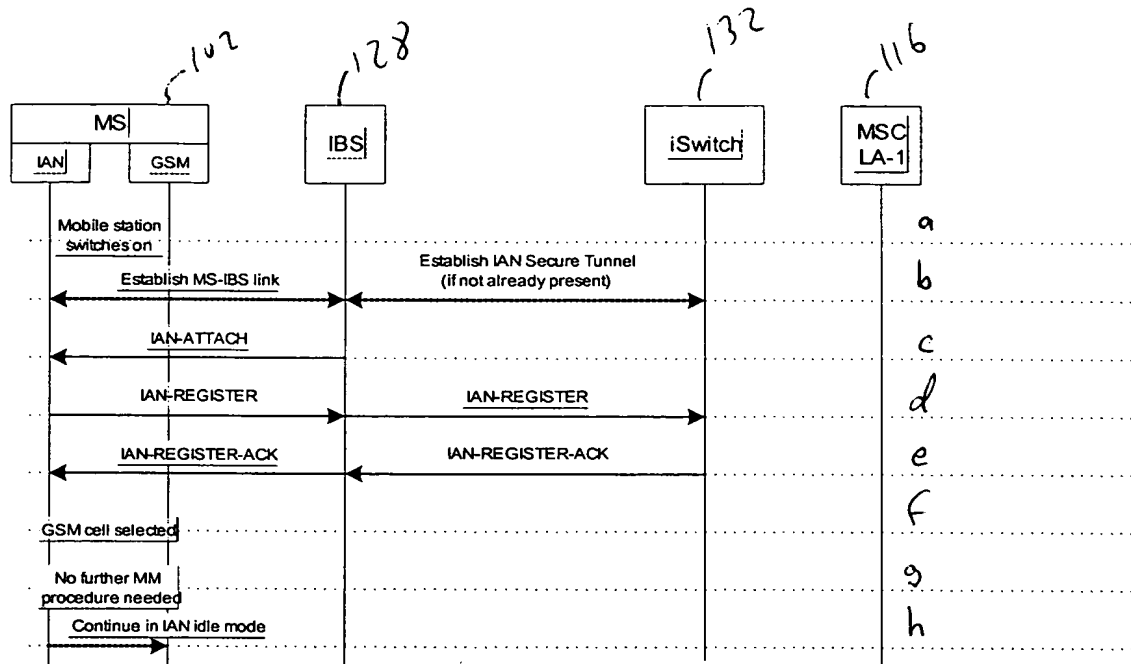 102
128
132
116
MS
IAN
GSM
IBS
iSwitch
MSC
LA-1
Mobile station
switches on
a
Establish MS-IBS link
Establish IAN Secure Tunnel
(if not already present)
b
IAN-ATTACH
c
IAN-REGISTER
IAN-REGISTER
d
IAN-REGISTER-ACK
IAN-REGISTER-ACK
e
GSM cell selected
f
No further MM
procedure needed
g
Continue in IAN idle mode
h